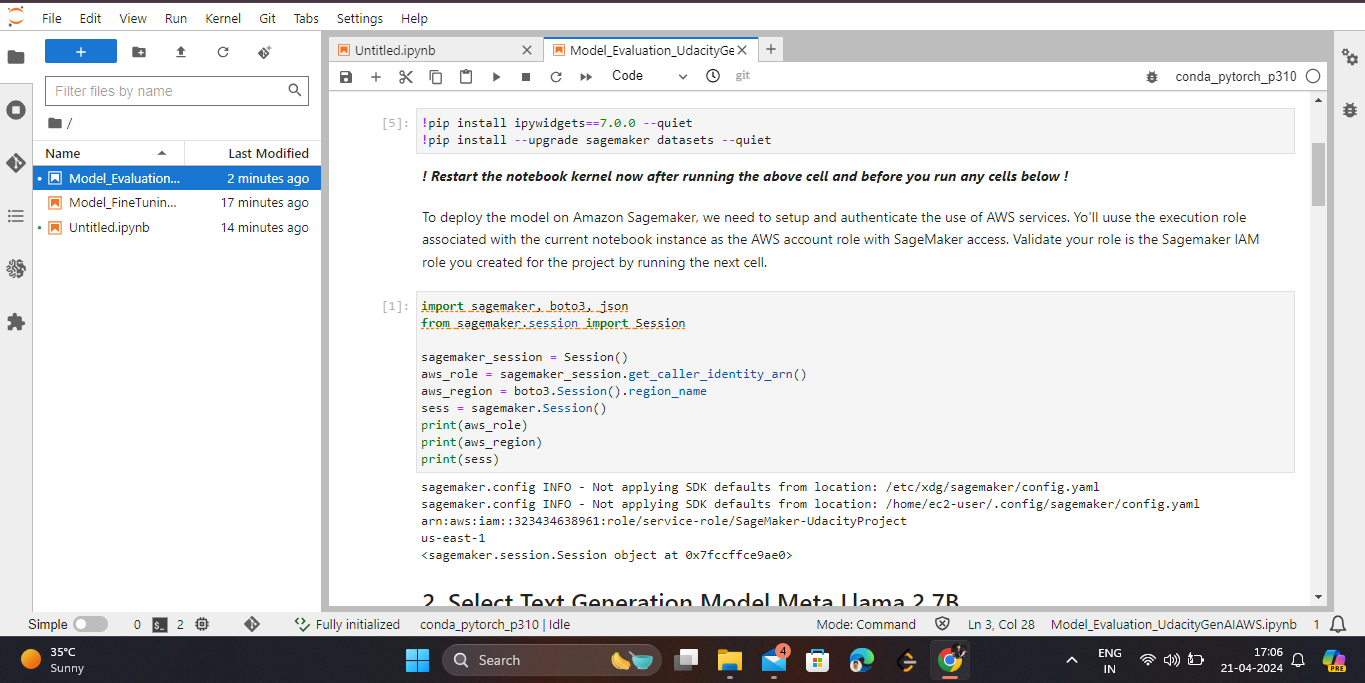 File Edit View Run Kernel Git Tabs Settings Help
Untitled.ipynb
Model_Evaluation_UdacityGe
Filter files by name
/
Name Last Modified
Model_Evaluation... 2 minutes ago
Model_FineTunin... 17 minutes ago
Untitled.ipynb 14 minutes ago
Code
git
conda_pytorch_p310
[5]:
!pip install ipywidgets==7.0.0 --quiet
!pip install --upgrade sagemaker datasets --quiet
! Restart the notebook kernel now after running the above cell and before you run any cells below !
To deploy the model on Amazon Sagemaker, we need to setup and authenticate the use of AWS services. Yo'll uuse the execution role
associated with the current notebook instance as the AWS account role with SageMaker access. Validate your role is the Sagemaker IAM
role you created for the project by running the next cell.
[1]:
import sagemaker, boto3, json
from sagemaker.session import Session
sagemaker_session = Session()
aws_role = sagemaker_session.get_caller_identity_arn()
aws_region = boto3.Session().region_name
sess = sagemaker.Session()
print(aws_role)
print(aws_region)
print(sess)
sagemaker.config INFO - Not applying SDK defaults from location: /etc/xdg/sagemaker/config.yaml
sagemaker.config INFO - Not applying SDK defaults from location: /home/ec2-user/.config/sagemaker/config.yaml
arn:aws:iam::323434638961:role/service-role/SageMaker-UdacityProject
us-east-1
<sagemaker.session.Session object at 0x7fccffce9ae0>
2. Select Text Generation Model Meta Llama 2 7B
Simple 0 2 Fully initialized conda_pytorch_p310 | Idle Mode: Command Ln 3, Col 28 Model_Evaluation_UdacityGenAIAWS.ipynb 1
35°C
Sunny
Search
4
ENG
IN
17:06
21-04-2024
PRE